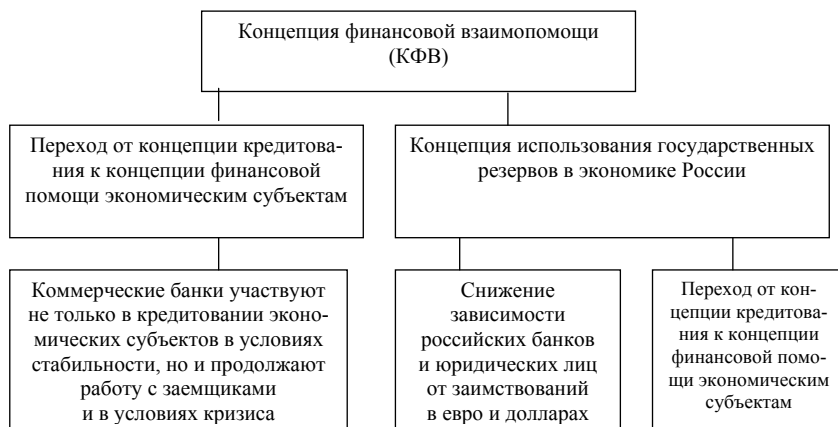 Концепция финансовой взаимопомощи
(КФВ)
Переход от концепции кредитова-
ния к концепции финансовой
помощи экономическим субъектам
Концепция использования государственных
резервов в экономике России
Коммерческие банки участвуют
не только в кредитовании эконо-
мических субъектов в условиях
стабильности, но и продолжают
работу с заемщиками
и в условиях кризиса
Снижение
зависимости
российских банков
и юридических лиц
от заимствований
в евро и долларах
Переход от кон-
цепции кредитова-
ния к концепции
финансовой помо-
щи экономическим
субъектам